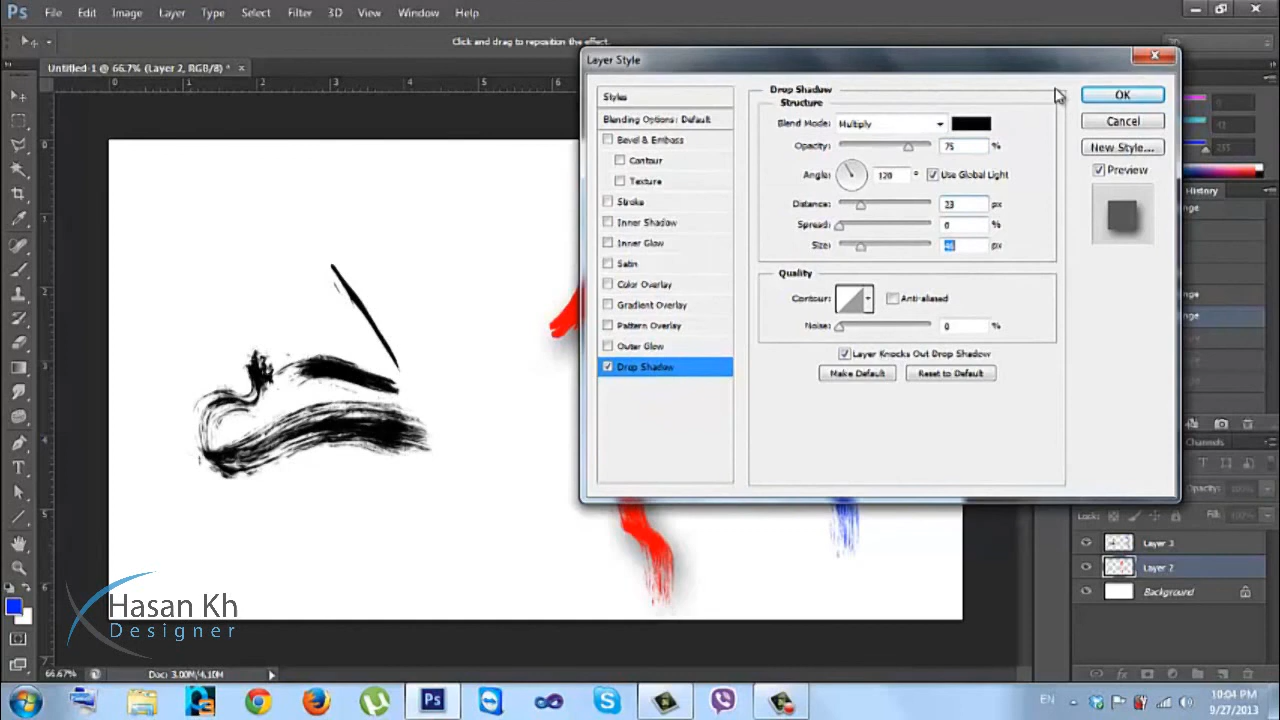 Ps File Edit Image Layer Type Select Filter 3D View Window Help
Click and drag to reposition the effect.
Untitled-1 @ 66.7% (Layer 2, RGB/8) * ×
Layer Style
Styles
Blending Options: Default
Bevel & Emboss
Contour
Texture
Stroke
Inner Shadow
Inner Glow
Satin
Color Overlay
Gradient Overlay
Pattern Overlay
Outer Glow
Drop Shadow
Drop Shadow
Structure
Blend Mode: Multiply
Opacity: 75 %
Angle: 120 ° Use Global Light
Distance: 23 px
Spread: 0 %
Size: 46 px
Quality
Contour: Anti-aliased
Noise: 0 %
Layer Knocks Out Drop Shadow
Make Default Reset to Default
OK
Cancel
New Style...
Preview
History
Channels
Opacity:
Lock: Fill:
Layer 3
Layer 2
Background
Hasan Kh
Designer
66.67% Doc: 3.00M/4.10M
EN
10:04 PM
9/27/2013